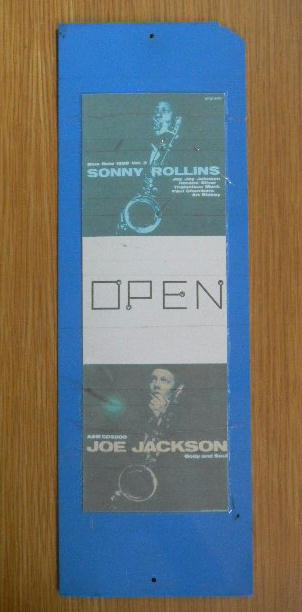 Blue Note 1558 Vol. 2
SONNY ROLLINS
Jay Jay Johnson
Horace Silver
Thelonious Monk
Paul Chambers
Art Blakey
OPEN
JOE JACKSON
Body and Soul